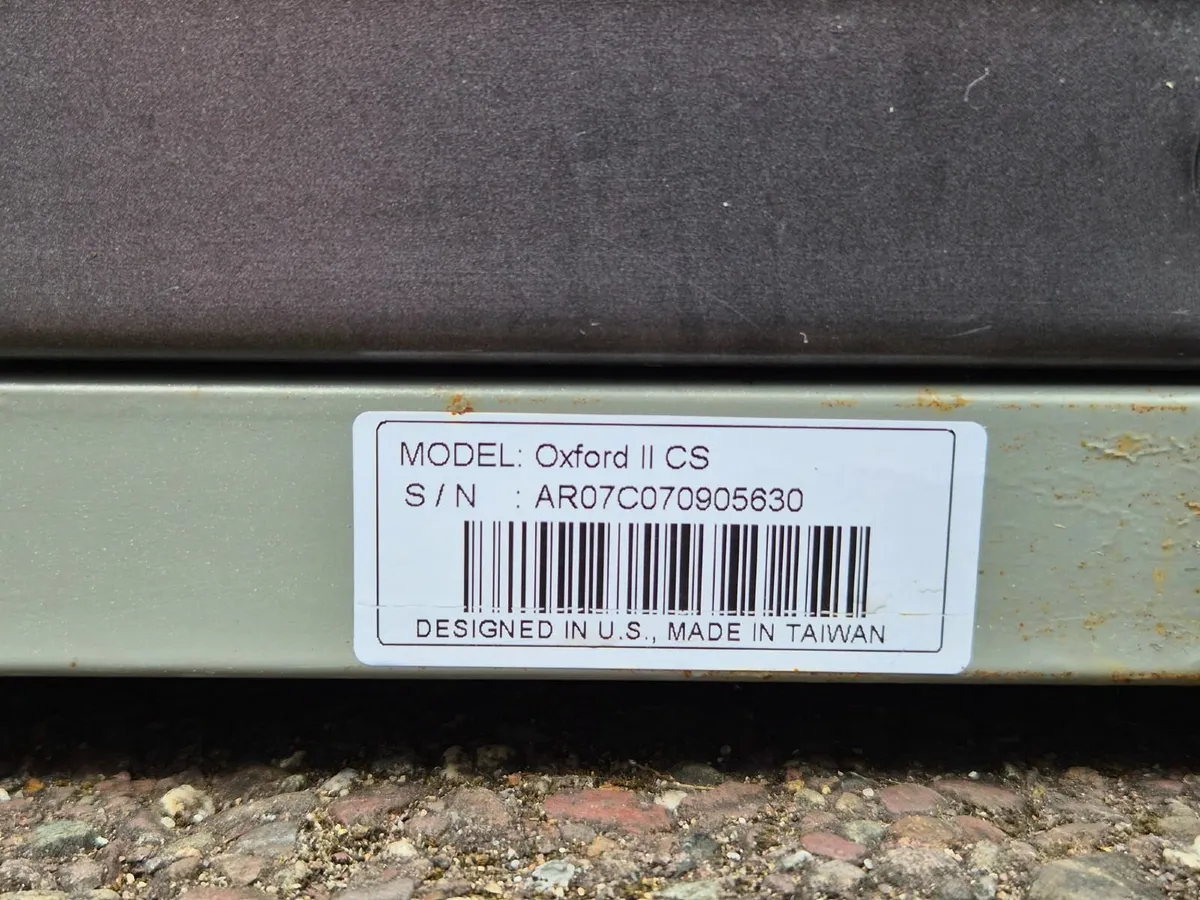 MODEL: Oxford II CS
S / N : AR07C070905630
DESIGNED IN U.S., MADE IN TAIWAN